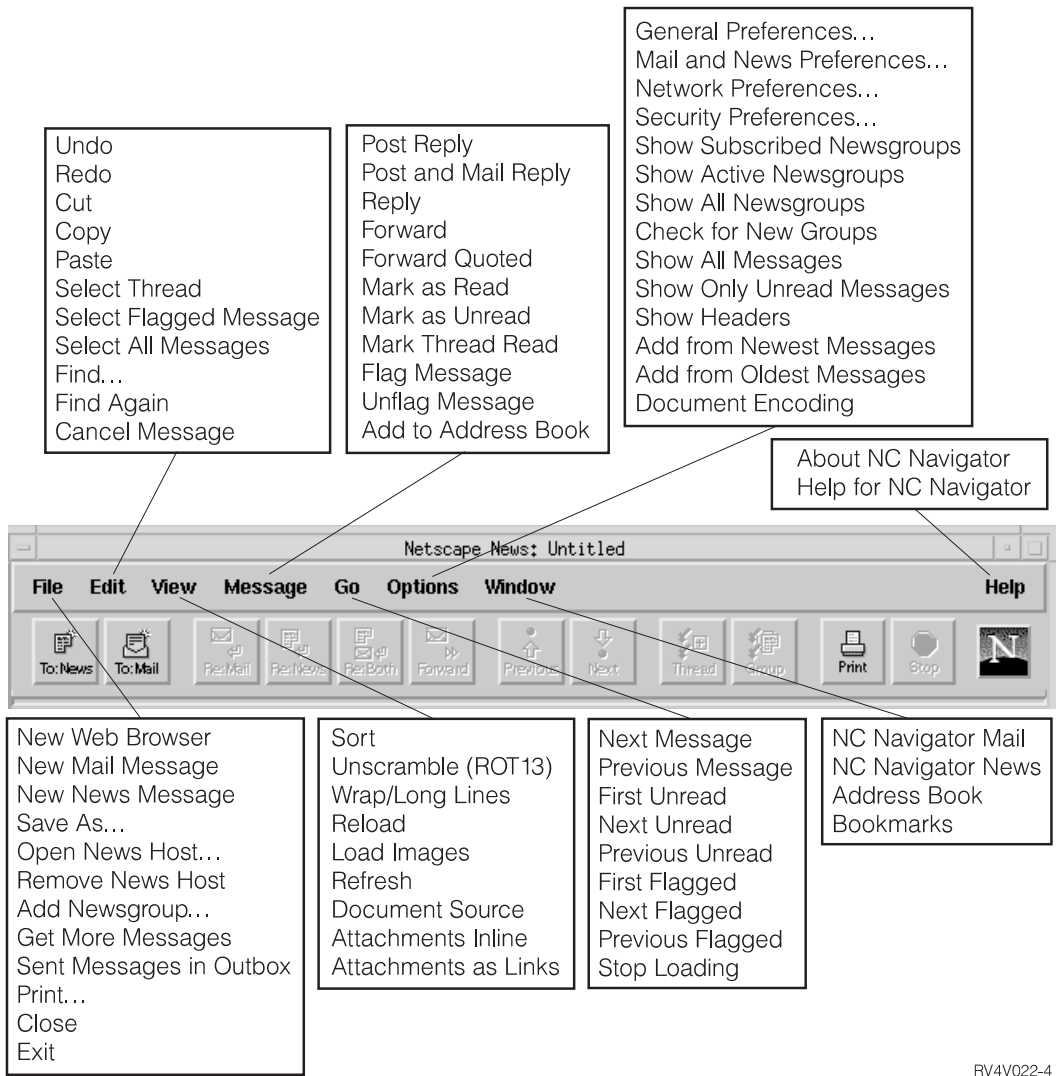 General Preferences...
Mail and News Preferences...
Network Preferences...
Security Preferences...
Show Subscribed Newsgroups
Show Active Newsgroups
Show All Newsgroups
Check for New Groups
Show All Messages
Show Only Unread Messages
Show Headers
Add from Newest Messages
Add from Oldest Messages
Document Encoding
Undo
Redo
Cut
Copy
Paste
Select Thread
Select Flagged Message
Select All Messages
Find...
Find Again
Cancel Message
Post Reply
Post and Mail Reply
Reply
Forward
Forward Quoted
Mark as Read
Mark as Unread
Mark Thread Read
Flag Message
Unflag Message
Add to Address Book
About NC Navigator
Help for NC Navigator
Netscape News: Untitled
File Edit View Message Go Options Window Help
To: News To: Mail Re:Mail Re:News Re:Both Forward Previous Next Thread Group Print Stop N
New Web Browser
New Mail Message
New News Message
Save As...
Open News Host...
Remove News Host
Add Newsgroup...
Get More Messages
Sent Messages in Outbox
Print...
Close
Exit
Sort
Unscramble (ROT13)
Wrap/Long Lines
Reload
Load Images
Refresh
Document Source
Attachments Inline
Attachments as Links
Next Message
Previous Message
First Unread
Next Unread
Previous Unread
First Flagged
Next Flagged
Previous Flagged
Stop Loading
NC Navigator Mail
NC Navigator News
Address Book
Bookmarks
RV4V022-4